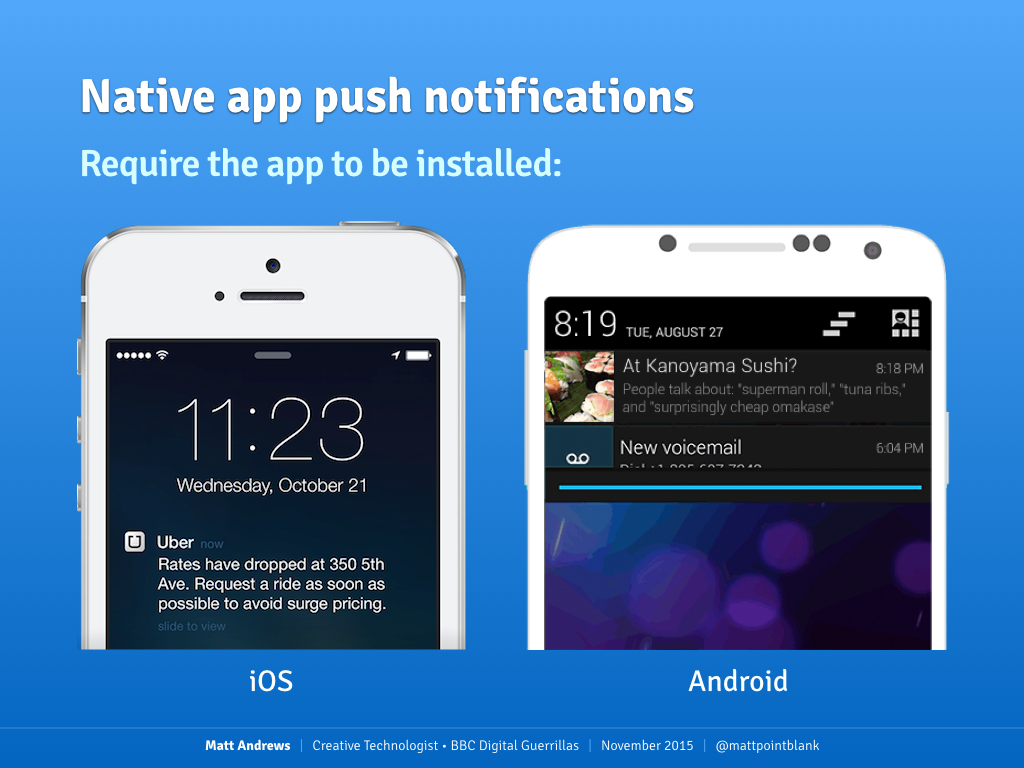 Native app push notifications
Require the app to be installed:
11:23
Wednesday, October 21
Uber now
Rates have dropped at 350 5th
Ave. Request a ride as soon as
possible to avoid surge pricing.
slide to view
iOS
8:19 TUE, AUGUST 27
At Kanoyama Sushi? 8:18 PM
People talk about: "superman roll," "tuna ribs,"
and "surprisingly cheap omakase"
New voicemail 6:04 PM
Android
Matt Andrews | Creative Technologist • BBC Digital Guerrillas | November 2015 | @mattpointblank